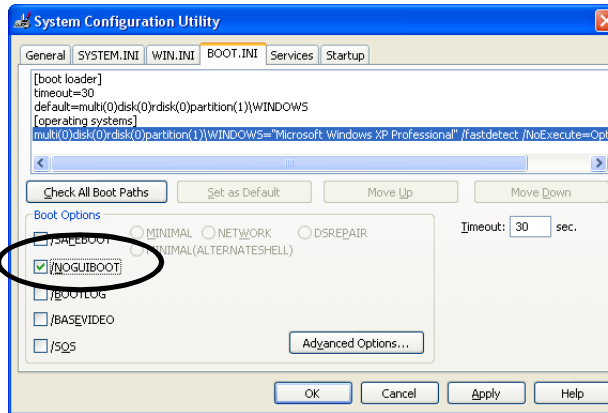 System Configuration Utility
General SYSTEM.INI WIN.INI BOOT.INI Services Startup
[boot loader]
timeout=30
default=multi(0)disk(0)rdisk(0)partition(1)\WINDOWS
[operating systems]
multi(0)disk(0)rdisk(0)partition(1)\WINDOWS="Microsoft Windows XP Professional" /fastdetect /NoExecute=Opt
Check All Boot Paths Set as Default Move Up Move Down
Boot Options
Timeout: 30 sec.
/SAFEBOOT MINIMAL NETWORK DSREPAIR
MINIMAL(ALTERNATESHELL)
/NOGUIBOOT
/BOOTLOG
/BASEVIDEO
/SOS
Advanced Options...
OK Cancel Apply Help